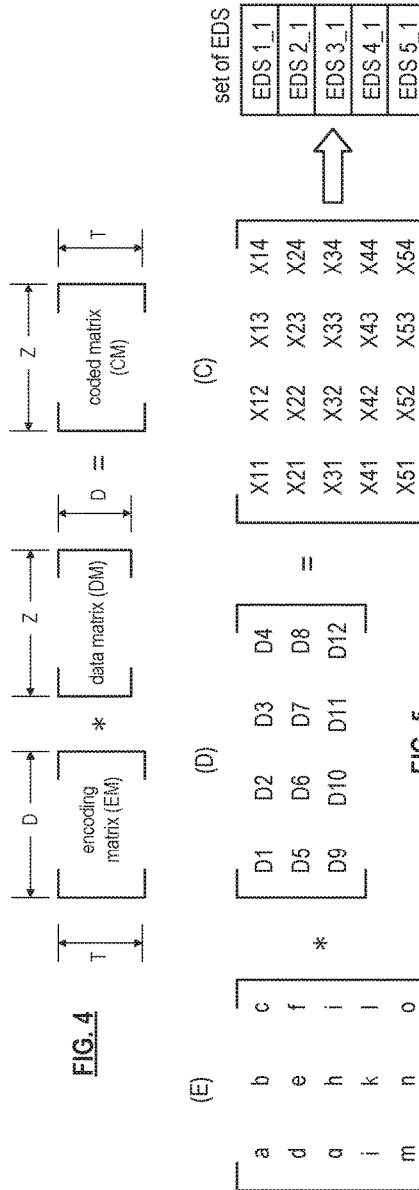 D
Z
Z
T
encoding matrix (EM)
*
data matrix (DM)
D
=
coded matrix (CM)
T
FIG. 4
(E)
(D)
(C)
set of EDS
a b c
d e f
g h i
j k l
m n o
*
D1 D2 D3 D4
D5 D6 D7 D8
D9 D10 D11 D12
=
X11 X12 X13 X14
X21 X22 X23 X24
X31 X32 X33 X34
X41 X42 X43 X44
X51 X52 X53 X54
EDS 1_1
EDS 2_1
EDS 3_1
EDS 4_1
EDS 5_1
FIG. 5